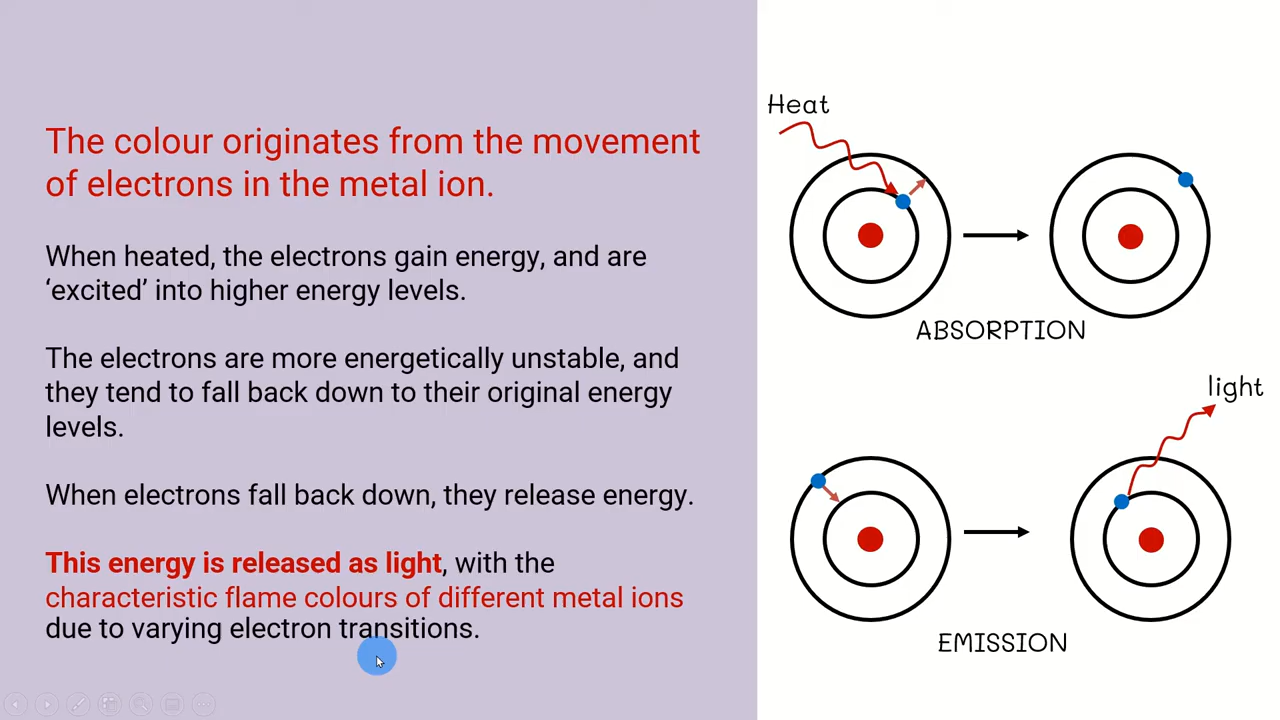 The colour originates from the movement
of electrons in the metal ion.
When heated, the electrons gain energy, and are
‘excited’ into higher energy levels.
The electrons are more energetically unstable, and
they tend to fall back down to their original energy
levels.
When electrons fall back down, they release energy.
This energy is released as light, with the
characteristic flame colours of different metal ions
due to varying electron transitions.
Heat
ABSORPTION
light
EMISSION